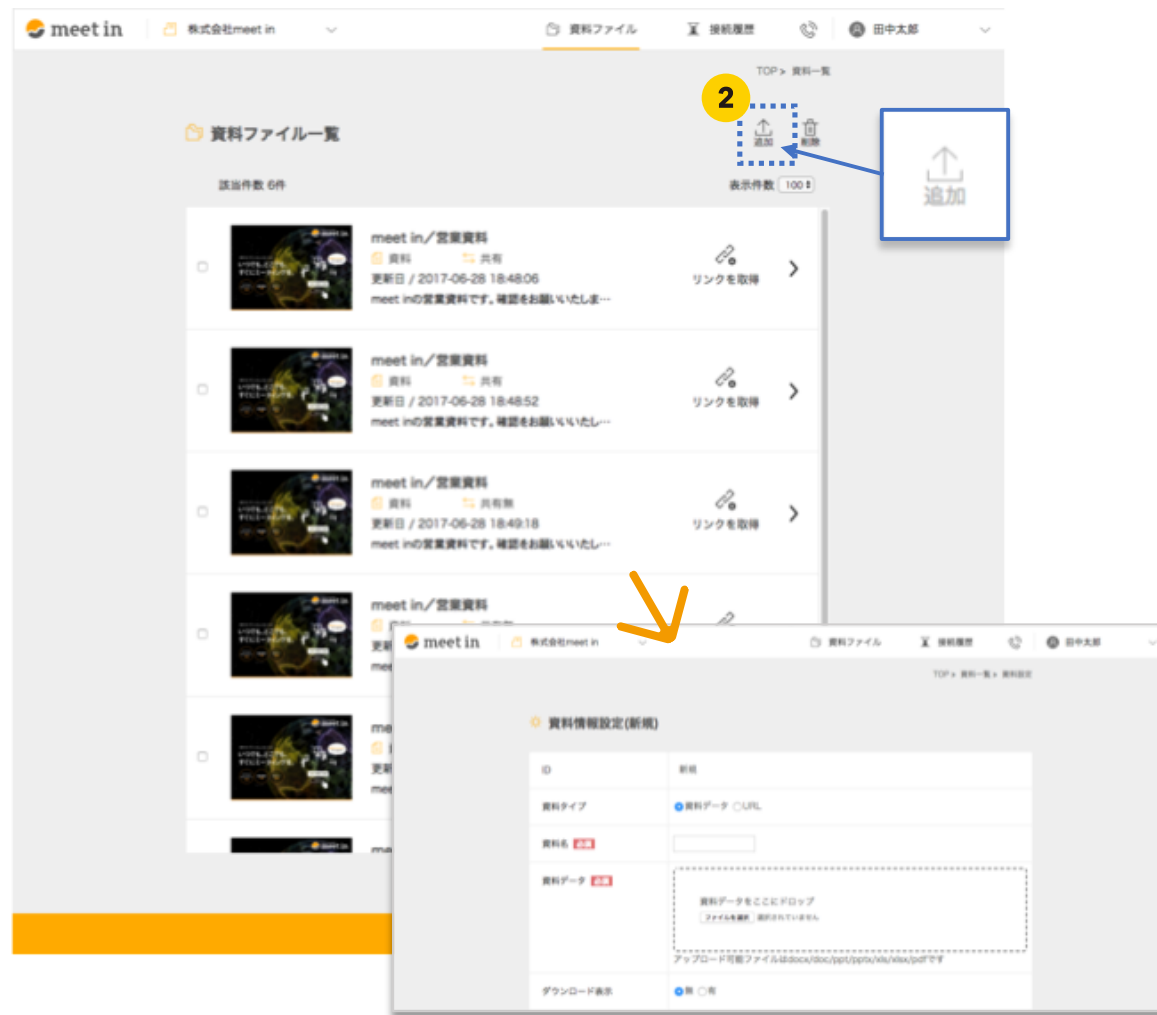 meet in
株式会社meet in
資料ファイル
接続履歴
田中太郎
TOP > 資料一覧
2
資料ファイル一覧
追加
削除
追加
該当件数 6件
表示件数 100
meet in/営業資料
資料 共有
更新日 / 2017-06-28 18:48:06
meet inの営業資料です。確認をお願いいたしま…
リンクを取得
meet in/営業資料
資料 共有
更新日 / 2017-06-28 18:48:52
meet inの営業資料です。確認をお願いいいたし…
リンクを取得
meet in/営業資料
資料 共有無
更新日 / 2017-06-28 18:49:18
meet inの営業資料です。確認をお願いいいたし…
リンクを取得
meet in/営業資料
meet in
株式会社meet in
資料ファイル
接続履歴
田中太郎
TOP > 資料一覧 > 資料設定
資料情報設定(新規)
ID 新規
資料タイプ 資料データ URL
資料名 必須
資料データ 必須
資料データをここにドロップ
ファイルを選択 選択されていません
アップロード可能ファイルはdocx/doc/ppt/pptx/xls/xlsx/pdfです
ダウンロード表示 無 有